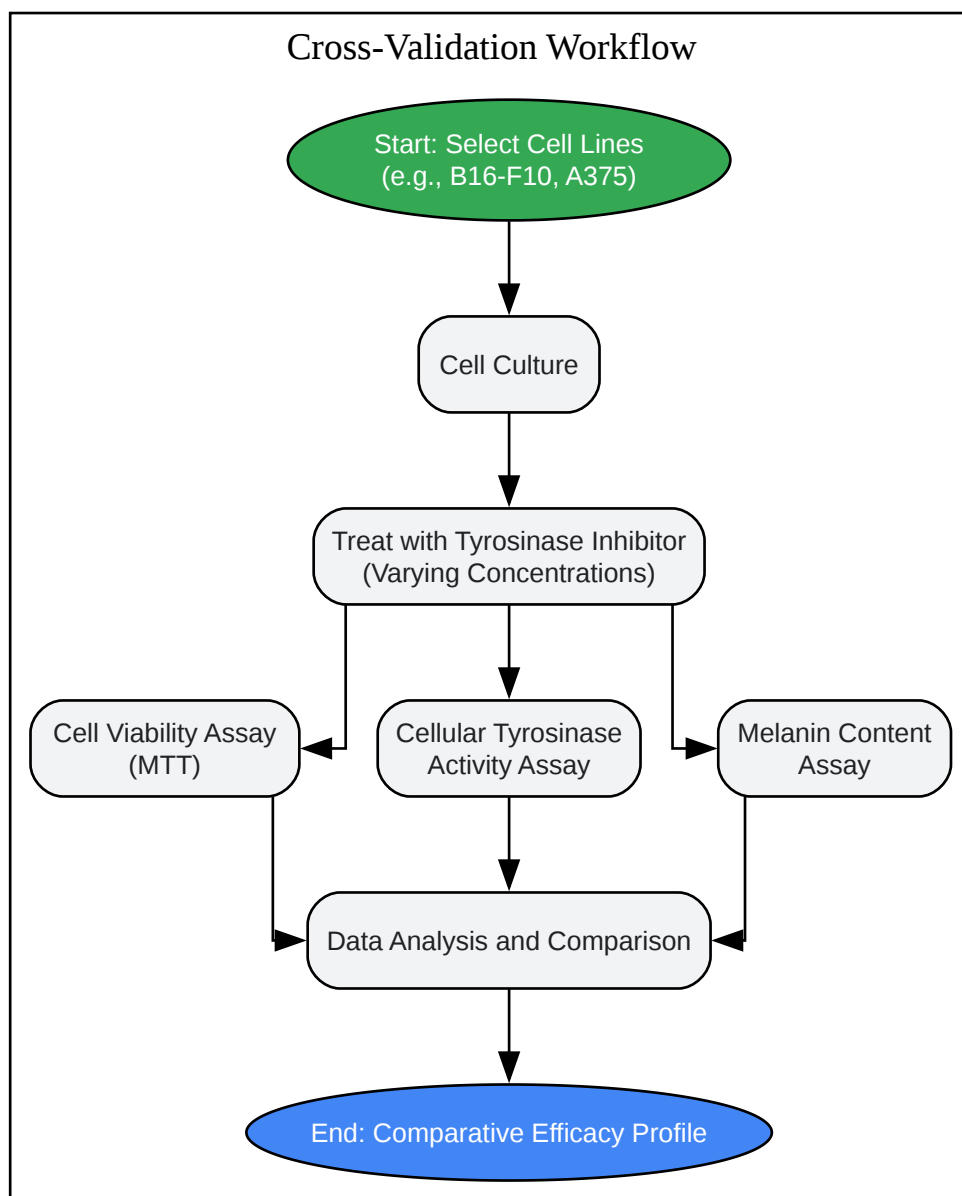 Cross-Validation Workflow
Start: Select Cell Lines
(e.g., B16-F10, A375)
Cell Culture
Treat with Tyrosinase Inhibitor
(Varying Concentrations)
Cell Viability Assay
(MTT)
Cellular Tyrosinase
Activity Assay
Melanin Content
Assay
Data Analysis and Comparison
End: Comparative Efficacy Profile